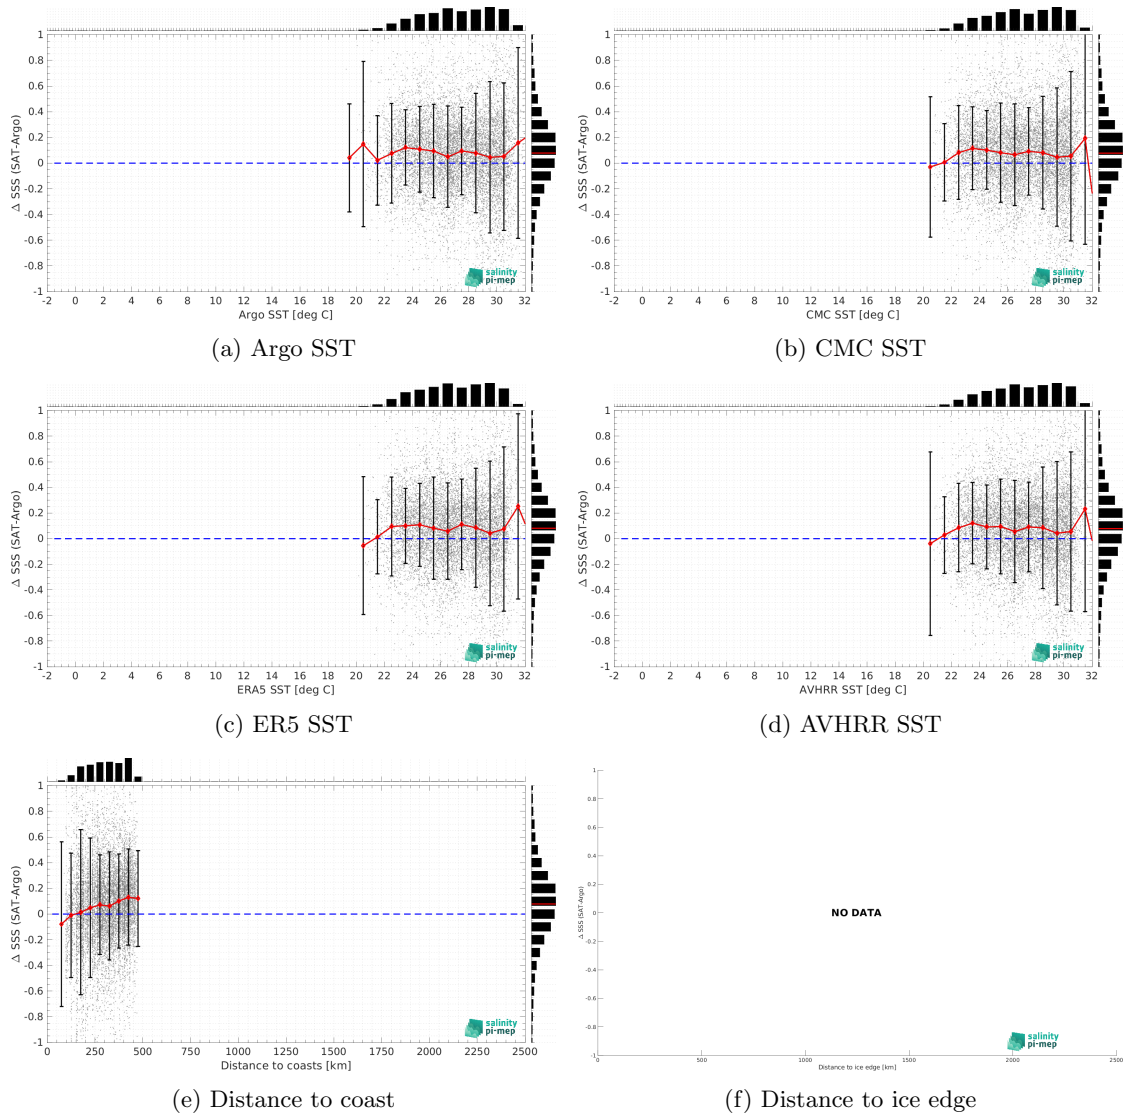 1
0.8
0.6
0.4
0.2
0
-0.2
-0.4
-0.6
-0.8
-1
Δ SSS (SAT-Argo)
-2 0 2 4 6 8 10 12 14 16 18 20 22 24 26 28 30 32
Argo SST [deg C]
salinity
pi-mep
(a) Argo SST
1
0.8
0.6
0.4
0.2
0
-0.2
-0.4
-0.6
-0.8
-1
Δ SSS (SAT-Argo)
-2 0 2 4 6 8 10 12 14 16 18 20 22 24 26 28 30 32
CMC SST [deg C]
salinity
pi-mep
(b) CMC SST
1
0.8
0.6
0.4
0.2
0
-0.2
-0.4
-0.6
-0.8
-1
Δ SSS (SAT-Argo)
-2 0 2 4 6 8 10 12 14 16 18 20 22 24 26 28 30 32
ERA5 SST [deg C]
salinity
pi-mep
(c) ER5 SST
1
0.8
0.6
0.4
0.2
0
-0.2
-0.4
-0.6
-0.8
-1
Δ SSS (SAT-Argo)
-2 0 2 4 6 8 10 12 14 16 18 20 22 24 26 28 30 32
AVHRR SST [deg C]
salinity
pi-mep
(d) AVHRR SST
1
0.8
0.6
0.4
0.2
0
-0.2
-0.4
-0.6
-0.8
-1
Δ SSS (SAT-Argo)
0 250 500 750 1000 1250 1500 1750 2000 2250 2500
Distance to coasts [km]
salinity
pi-mep
(e) Distance to coast
1
0.8
0.6
0.4
0.2
0
-0.2
-0.4
-0.6
-0.8
-1
Δ SSS (SAT-Argo)
NO DATA
0 500 1000 1500 2000 2500
Distance to ice edge [km]
salinity
pi-mep
(f) Distance to ice edge